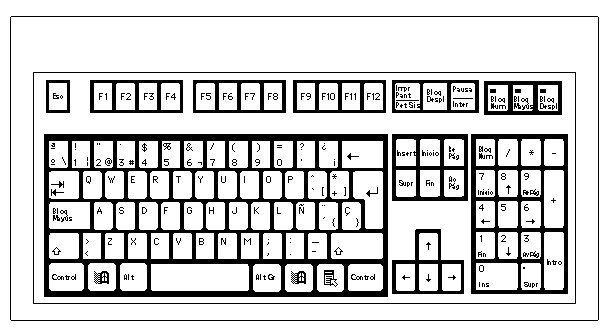 Esc F1 F2 F3 F4 F5 F6 F7 F8 F9 F10 F11 F12 Impr Pant Pet Sis Bloq Despl Pausa Inter Bloq Num Bloq Mayús Bloq Despl
ª º \ ! 1 | " 2 @ · 3 # $ 4 % 5 & 6 ¬ / 7 ( 8 ) 9 = 0 ? ' ¿ ¡ ← Insert Inicio Re Pág Bloq Num / * -
Q W E R T Y U I O P ^ ` [ * + ] ↵ Supr Fin Av Pág 7 Inicio 8 ↑ 9 RePág +
Bloq Mayús A S D F G H J K L Ñ ¨ ´ { Ç } 4 ← 5 6 →
⇧ > < Z X C V B N M ; , : . _ - ⇧ ↑ 1 Fin 2 ↓ 3 AvPág Intro
Control Alt Alt Gr Control ← ↓ → 0 Ins . Supr